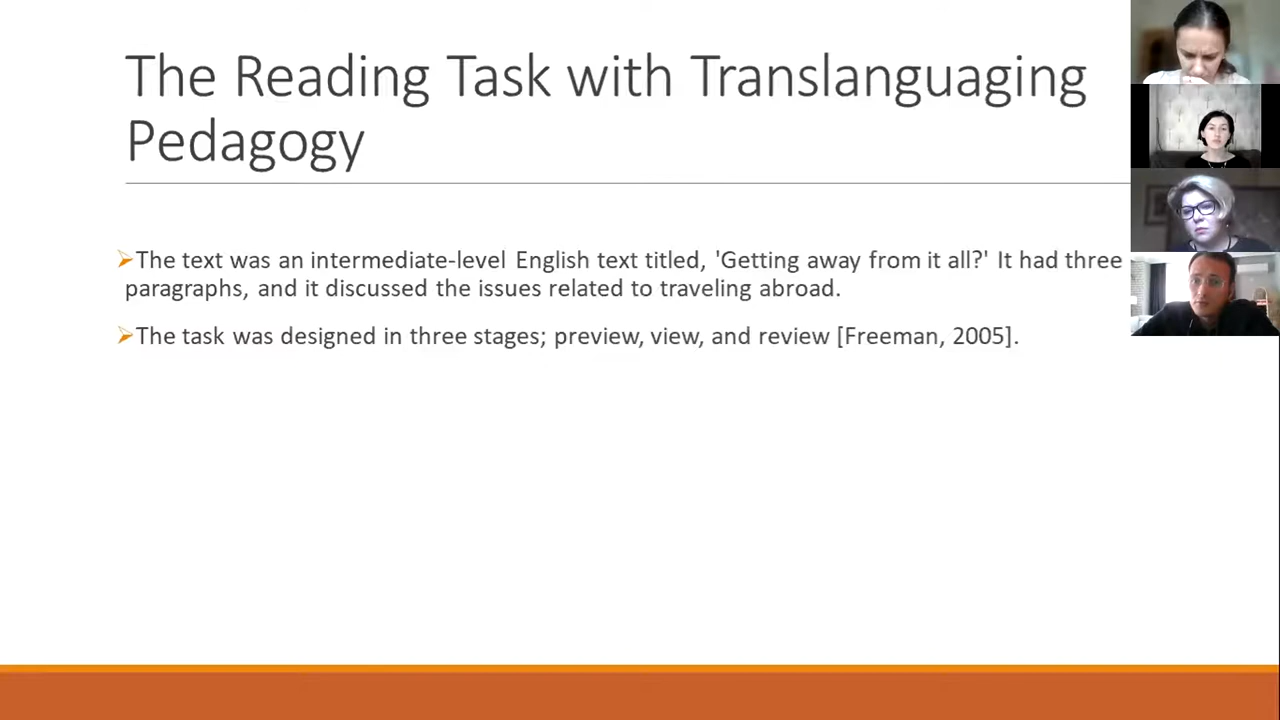 The Reading Task with Translanguaging
Pedagogy
➢The text was an intermediate-level English text titled, 'Getting away from it all?' It had three
paragraphs, and it discussed the issues related to traveling abroad.
➢The task was designed in three stages; preview, view, and review [Freeman, 2005].